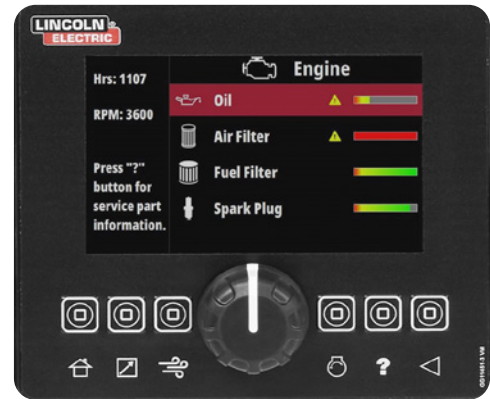 LINCOLN
ELECTRIC
Engine
Hrs: 1107
RPM: 3600
Oil
Air Filter
Fuel Filter
Spark Plug
Press "?"
button for
service part
information.
?